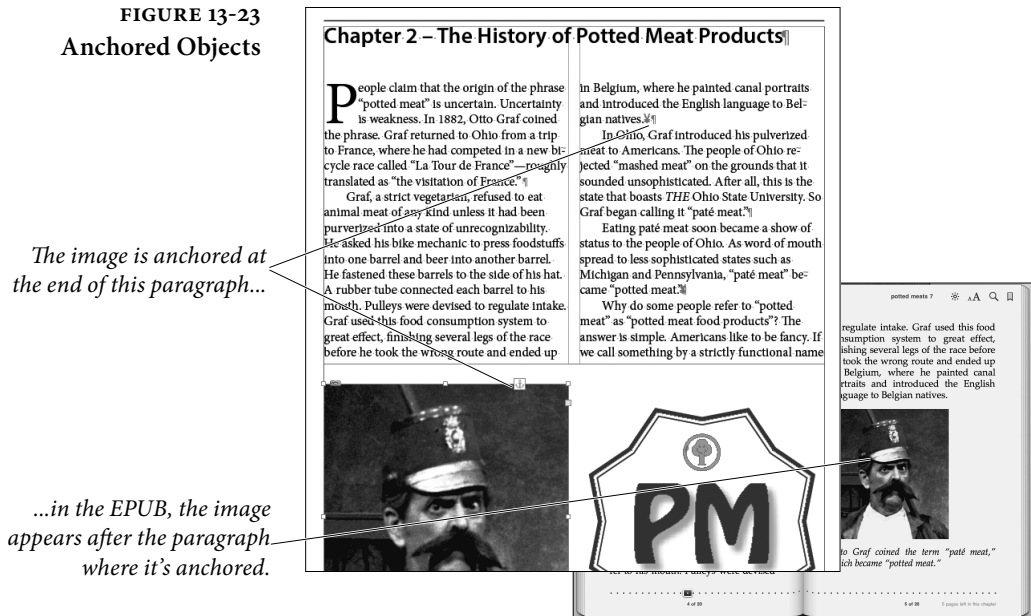 FIGURE 13-23
Anchored Objects
The image is anchored at
the end of this paragraph...
...in the EPUB, the image
appears after the paragraph
where it's anchored.
Chapter 2 – The History of Potted Meat Products¶
People claim that the origin of the phrase
“potted meat” is uncertain. Uncertainty
is weakness. In 1882, Otto Graf coined
the phrase. Graf returned to Ohio from a trip
to France, where he had competed in a new bi-
cycle race called “La Tour de France”—roughly
translated as “the visitation of France.”¶
Graf, a strict vegetarian, refused to eat
animal meat of any kind unless it had been
purverized into a state of unrecognizability.
He asked his bike mechanic to press foodstuffs
into one barrel and beer into another barrel.
He fastened these barrels to the side of his hat.
A rubber tube connected each barrel to his
mouth. Pulleys were devised to regulate intake.
Graf used this food consumption system to
great effect, finishing several legs of the race
before he took the wrong route and ended up
in Belgium, where he painted canal portraits
and introduced the English language to Bel-
gian natives.¶
In Ohio, Graf introduced his pulverized
meat to Americans. The people of Ohio re-
jected “mashed meat” on the grounds that it
sounded unsophisticated. After all, this is the
state that boasts THE Ohio State University. So
Graf began calling it “paté meat.”¶
Eating paté meat soon became a show of
status to the people of Ohio. As word of mouth
spread to less sophisticated states such as
Michigan and Pennsylvania, “paté meat” be-
came “potted meat.”¶
Why do some people refer to “potted
meat” as “potted meat food products”? The
answer is simple. Americans like to be fancy. If
we call something by a strictly functional name
PM
potted meats 7
AA
regulate intake. Graf used this food
nsumption system to great effect,
ishing several legs of the race before
took the wrong route and ended up
Belgium, where he painted canal
rtraits and introduced the English
nguage to Belgian natives.
to Graf coined the term “paté meat,”
ich became “potted meat.”
4 of 20
5 of 20
5 pages left in this chapter